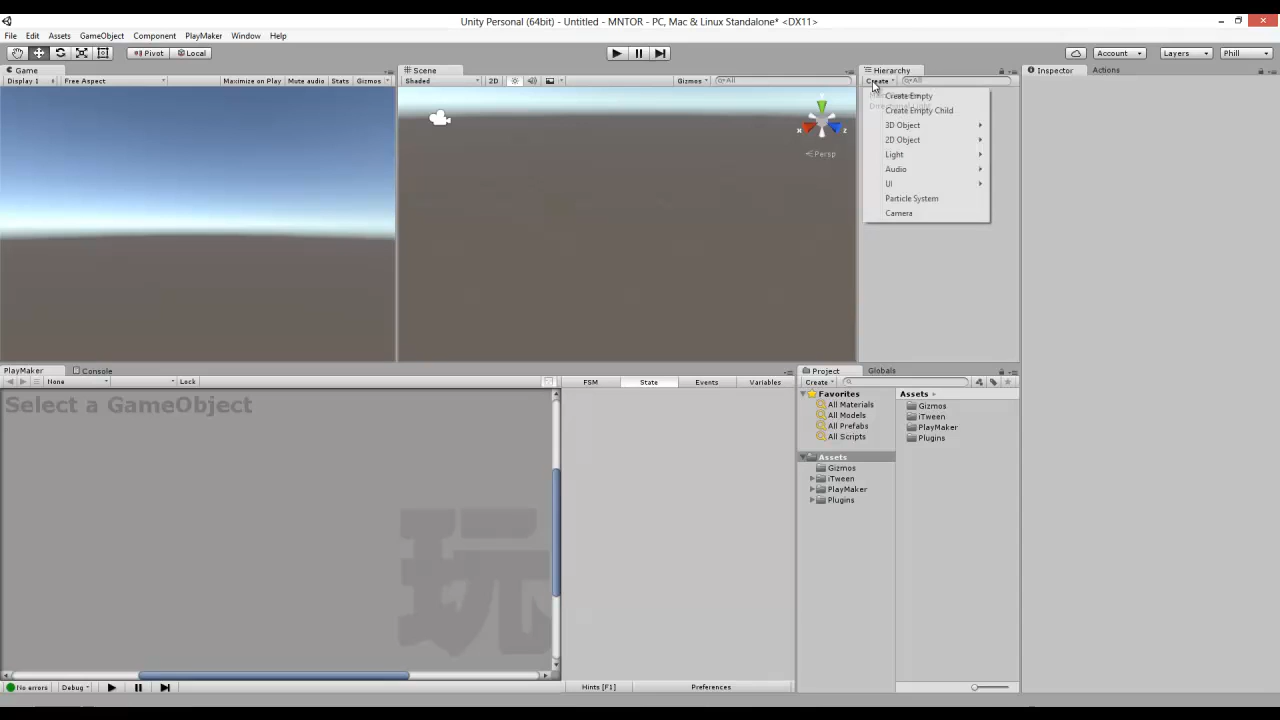 Unity Personal (64bit) - Untitled - MNTOR - PC, Mac & Linux Standalone* <DX11>
File Edit Assets GameObject Component PlayMaker Window Help
Pivot Local Account Layers Phill
Game Scene Hierarchy Inspector Actions
Display 1 Free Aspect Maximize on Play Mute audio Stats Gizmos Shaded 2D Gizmos All Create All
Create Empty
Create Empty Child
3D Object
2D Object
Light
Audio
UI
Particle System
Camera
Y
X Z
Persp
PlayMaker Console Project Globals
None Lock FSM State Events Variables Create
Select a GameObject
Favorites
All Materials
All Models
All Prefabs
All Scripts
Assets
Gizmos
iTween
PlayMaker
Plugins
Assets
Gizmos
iTween
PlayMaker
Plugins
玩
No errors Debug Hints [F1] Preferences